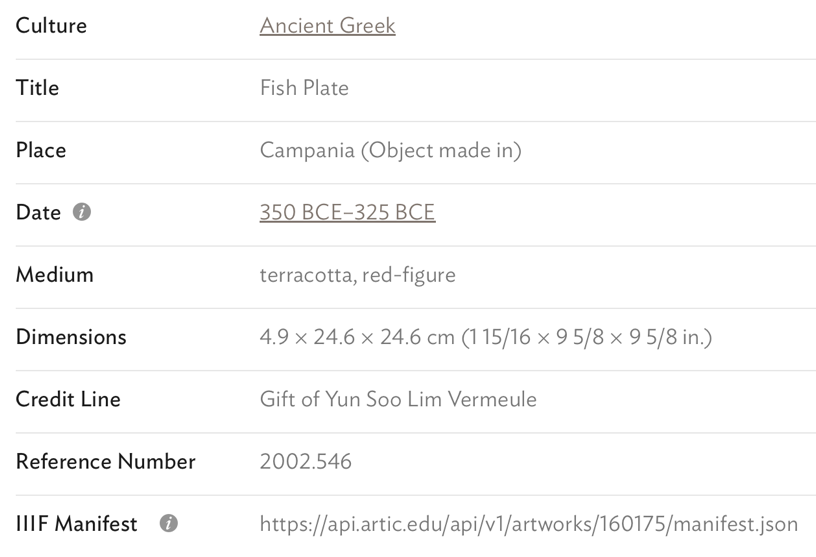 Culture Ancient Greek
Title Fish Plate
Place Campania (Object made in)
Date i 350 BCE–325 BCE
Medium terracotta, red-figure
Dimensions 4.9 × 24.6 × 24.6 cm (1 15/16 × 9 5/8 × 9 5/8 in.)
Credit Line Gift of Yun Soo Lim Vermeule
Reference Number 2002.546
IIIF Manifest i https://api.artic.edu/api/v1/artworks/160175/manifest.json